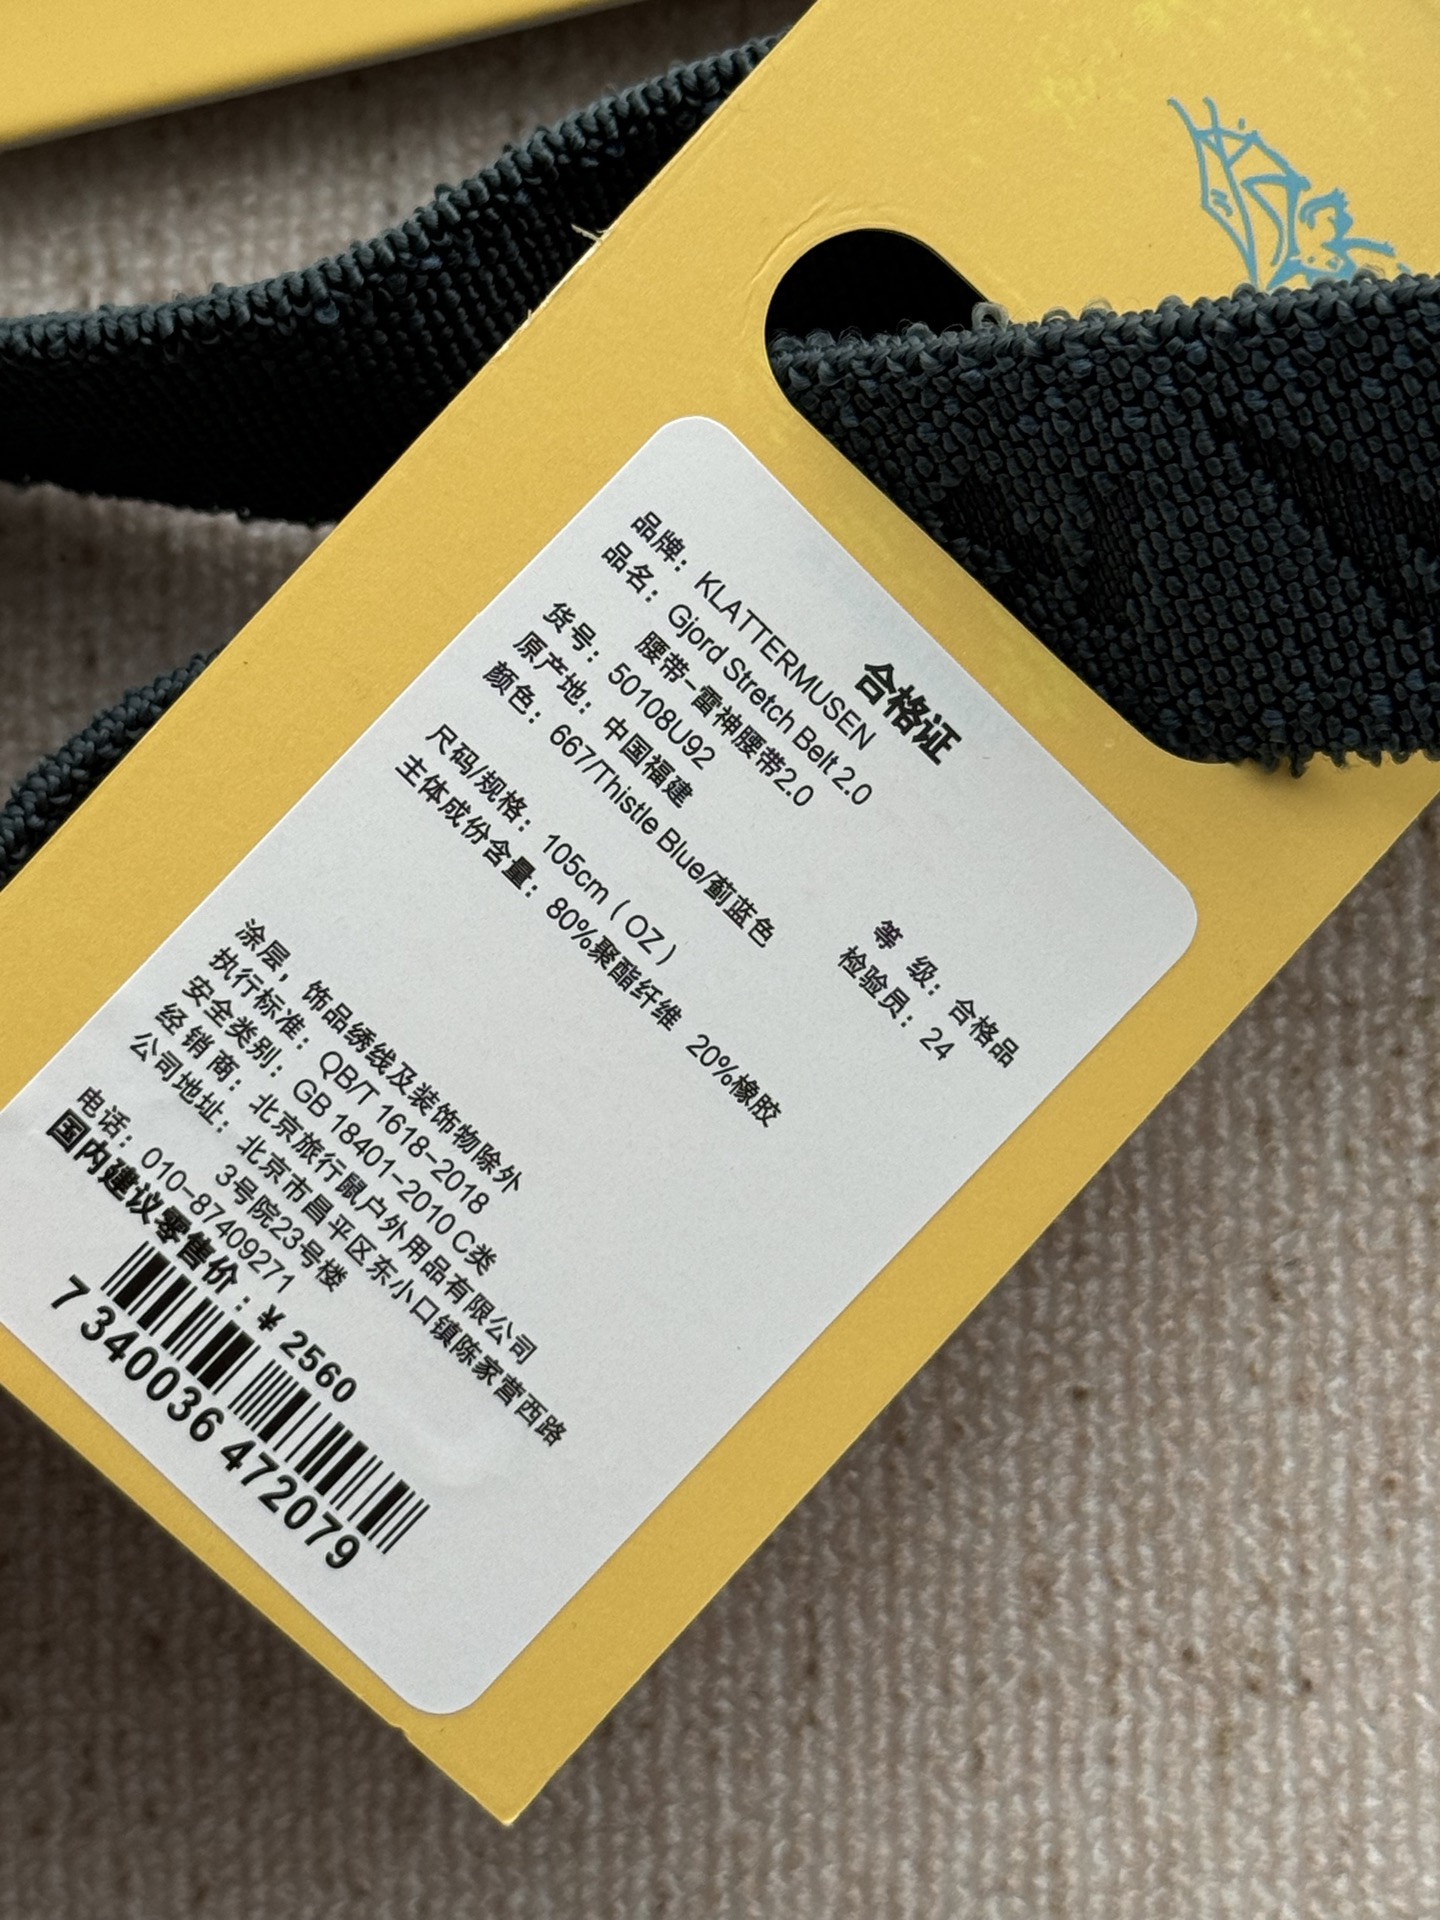 合格证
品牌：KLATTERMUSEN
品名：Gjord Stretch Belt 2.0
腰带-雷神腰带2.0
货号：50108U92
原产地：中国福建
颜色：667/Thistle Blue/蓟蓝色
尺码/规格：105cm（OZ）
主体成份含量：80%聚酯纤维 20%橡胶
等 级：合格品
检验员：24
涂层，饰品绣线及装饰物除外
执行标准：QB/T 1618-2018
安全类别：GB 18401-2010 C类
经销商：北京旅行鼠户外用品有限公司
公司地址：北京市昌平区东小口镇陈家营西路
3号院23号楼
电话：010-87409271
国内建议零售价：¥ 2560
7 340036 472079